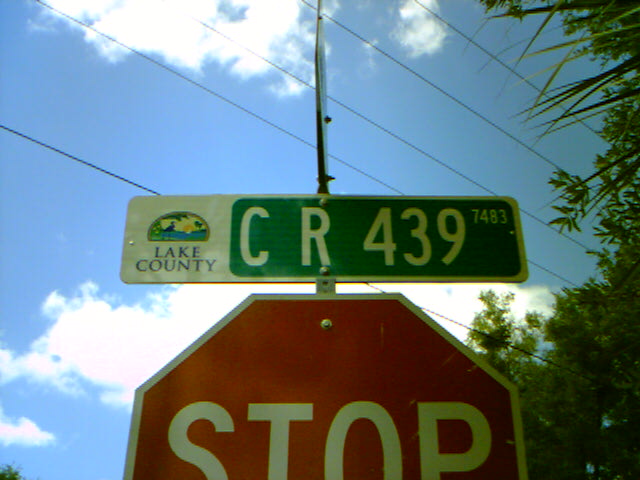 LAKE
COUNTY
C R 439 7483
STOP